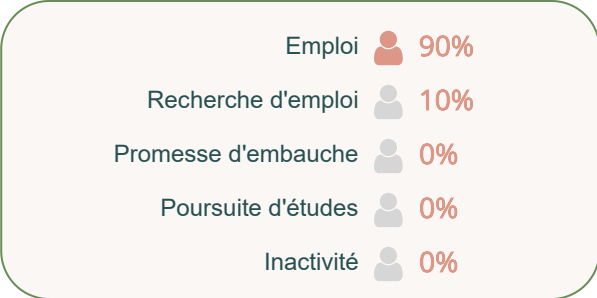 Emploi 90%
Recherche d'emploi 10%
Promesse d'embauche 0%
Poursuite d'études 0%
Inactivité 0%